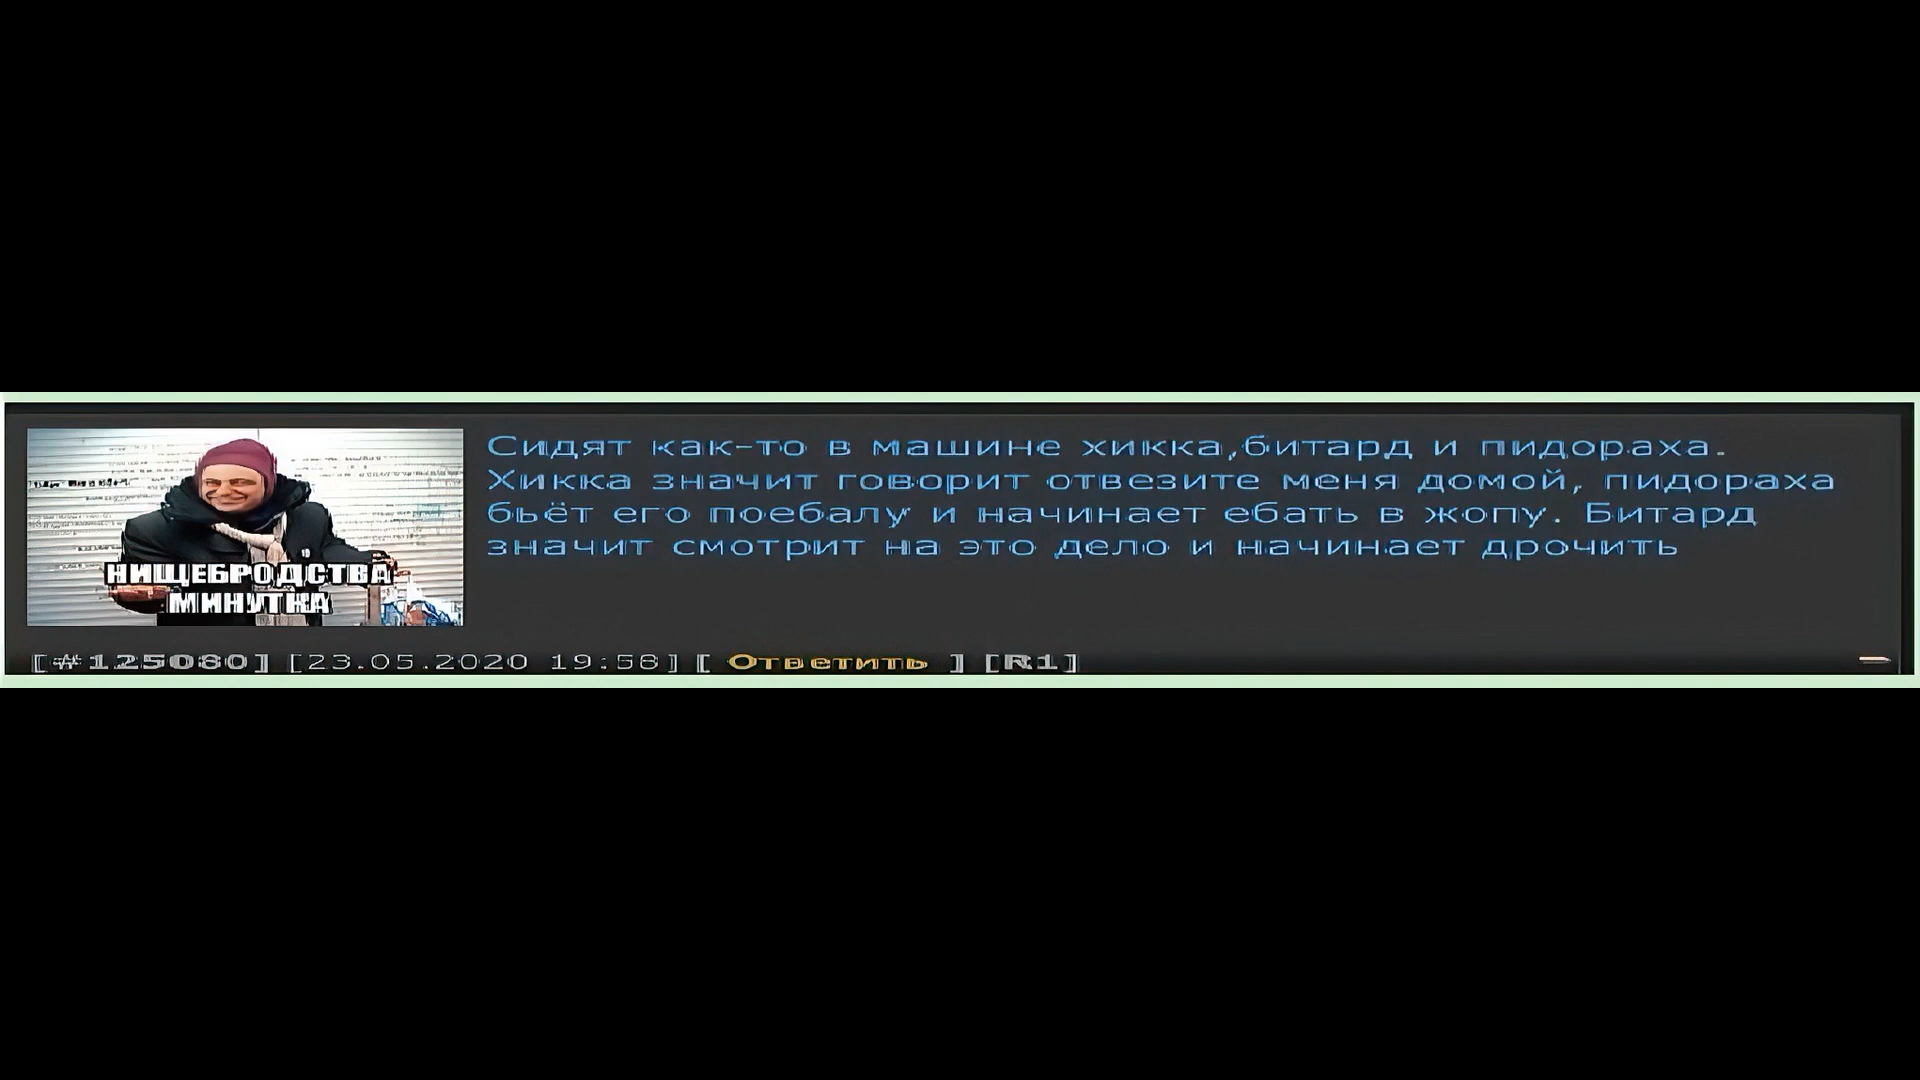 Сидят как-то в машине хикка,битард и пидораха.
Хикка значит говорит отвезите меня домой, пидораха
бьёт его поебалу и начинает ебать в жопу. Битард
значит смотрит на это дело и начинает дрочить
НИЩЕБРОДСТВА
МИНУТКА
[#125080] [23.05.2020 19:58] [ Ответить ] [R1]